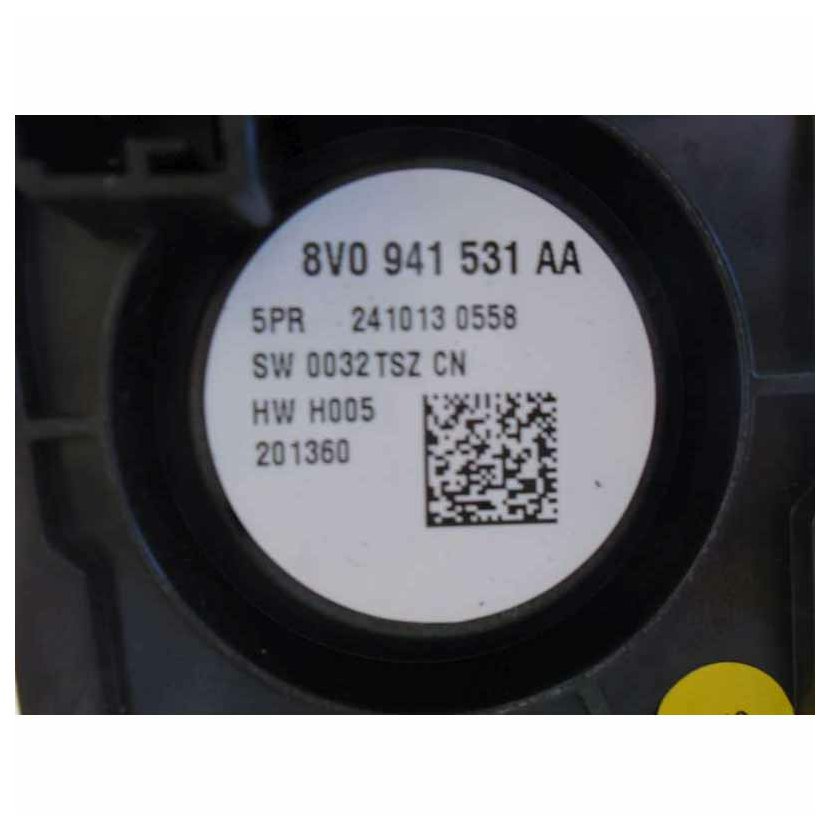 8V0 941 531 AA
5PR 241013 0558
SW 0032TSZ CN
HW H005
201360